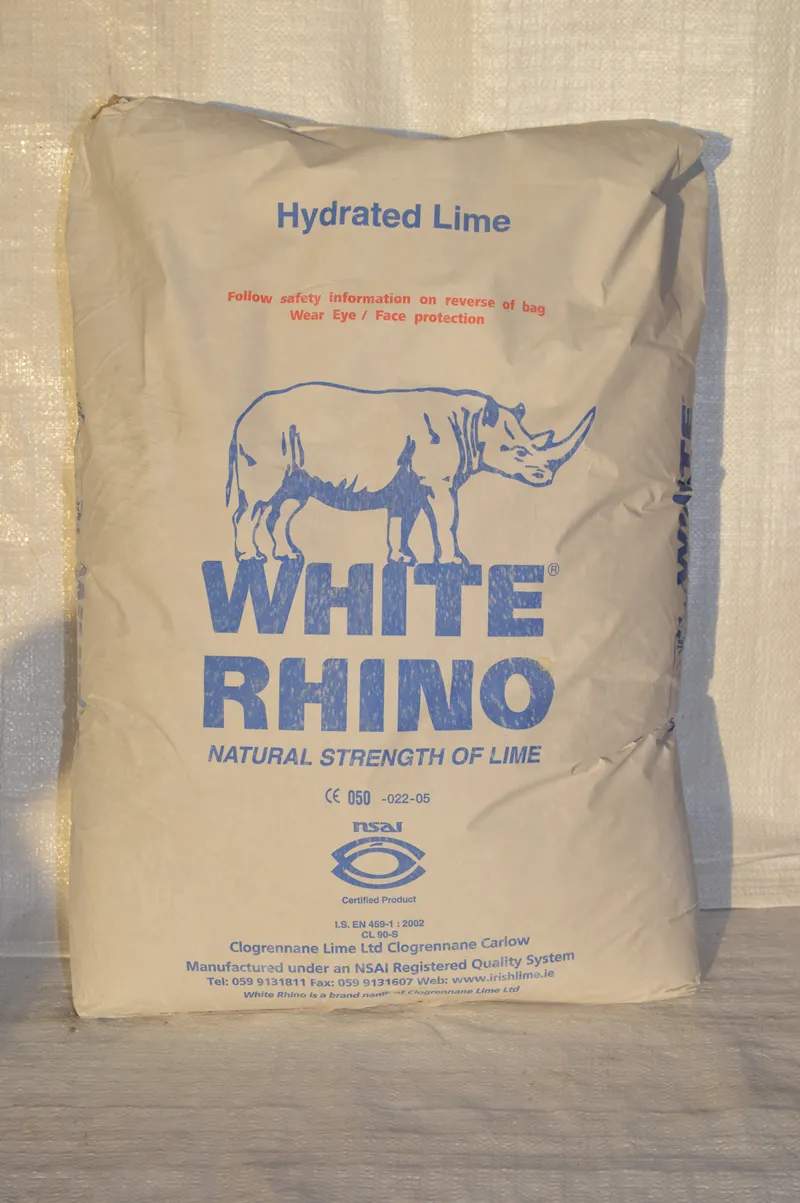 Hydrated Lime
Follow safety information on reverse of bag
Wear Eye / Face protection
WHITE®
RHINO
NATURAL STRENGTH OF LIME
CE 050 -022-05
nsai
Certified Product
I.S. EN 459-1 : 2002
CL 90-S
Clogrennane Lime Ltd Clogrennane Carlow
Manufactured under an NSAI Registered Quality System
Tel: 059 9131811 Fax: 059 9131607 Web: www.irishlime.ie
White Rhino is a brand name of Clogrennane Lime Ltd
WHITE